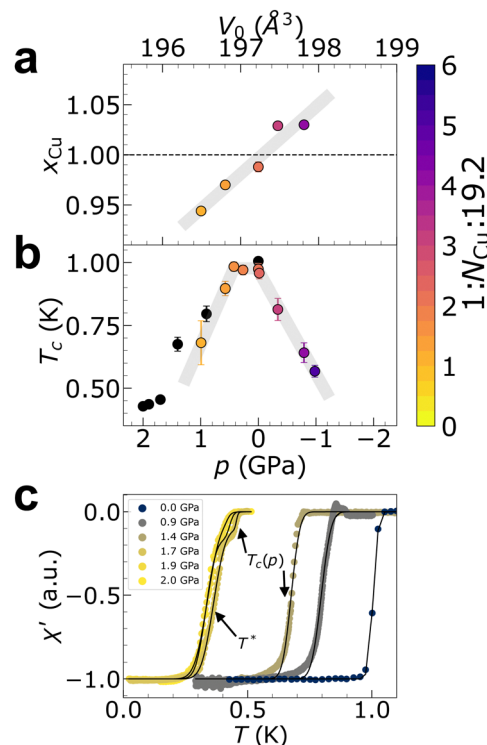 V₀ (Å³)
196 197 198 199
a
x_Cu
1.05
1.00
0.95
b
T_c (K)
1.00
0.75
0.50
2 1 0 −1 −2
p (GPa)
6
5
4
3
2
1
0
1:N_Cu:19.2
c
χ′ (a.u.)
0.0
−0.5
−1.0
0.0 GPa
0.9 GPa
1.4 GPa
1.7 GPa
1.9 GPa
2.0 GPa
T_c(p)
T*
0.0 0.5 1.0
T (K)